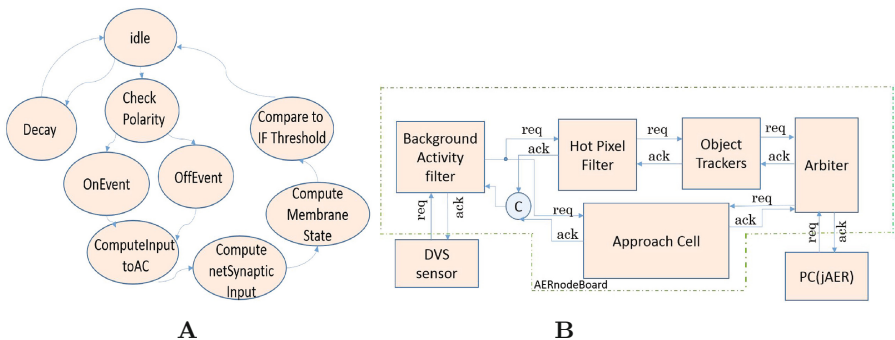 idle
Check
Polarity
Decay
Compare to
IF Threshold
OnEvent
OffEvent
Compute
Membrane
State
ComputeInput
toAC
Compute
netSynaptic
Input
A
Background
Activity
filter
req
ack
Hot Pixel
Filter
req
ack
Object
Trackers
req
ack
Arbiter
C
req
ack
Approach Cell
req
ack
req
ack
DVS
sensor
AERnodeBoard
req
ack
PC(jAER)
B